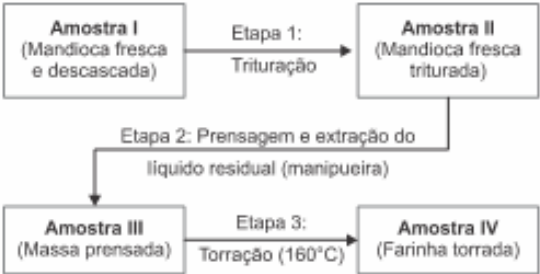 Amostra I
(Mandioca fresca
e descascada)
Etapa 1:
Trituração
Amostra II
(Mandioca fresca
triturada)
Etapa 2: Prensagem e extração do
líquido residual (manipueira)
Amostra III
(Massa prensada)
Etapa 3:
Torração (160°C)
Amostra IV
(Farinha torrada)